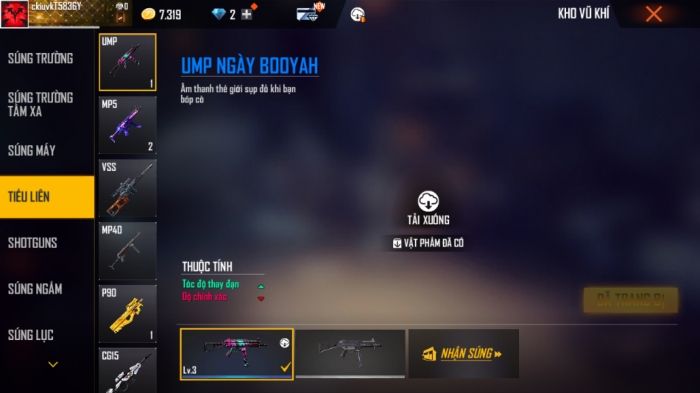 ckiuvkT5836Y
0
7.319
2
0
NEW
KHO VŨ KHÍ
SÚNG TRƯỜNG
SÚNG TRƯỜNG
TẦM XA
SÚNG MÁY
TIỂU LIÊN
SHOTGUNS
SÚNG NGẮM
SÚNG LỤC
UMP
1
MP5
2
VSS
MP40
P90
1
CG15
UMP NGÀY BOOYAH
Âm thanh thế giới sụp đổ khi bạn
bóp cò
TẢI XUỐNG
VẬT PHẨM ĐÃ CÓ
THUỘC TÍNH
Tốc độ thay đạn
Độ chính xác
ĐÃ TRANG BỊ
Lv.3
NHẬN SÚNG